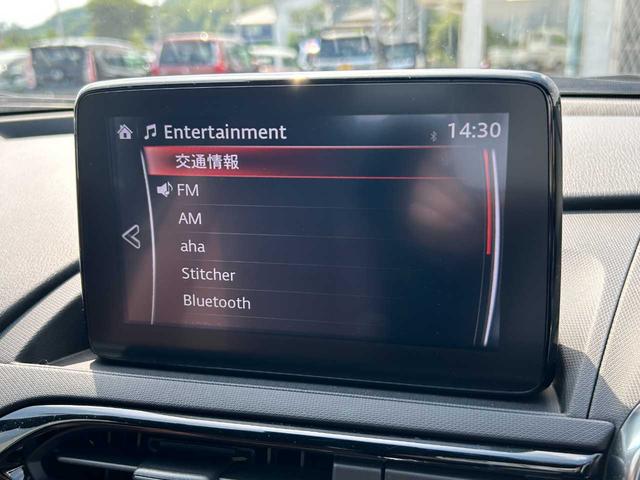 Entertainment 14:30
交通情報
FM
AM
aha
Stitcher
Bluetooth